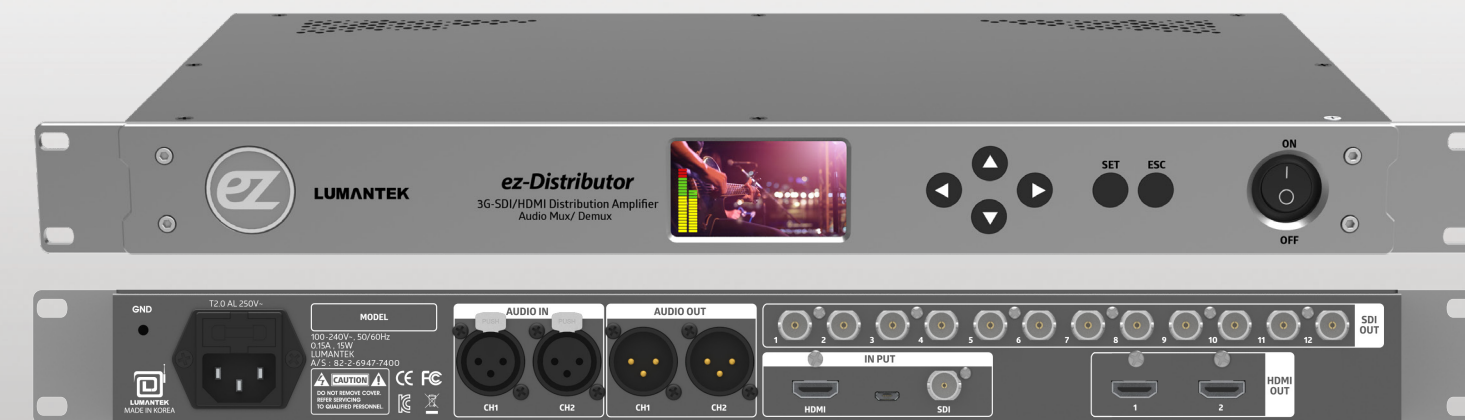 ez
LUMANTEK
ez-Distributor
3G-SDI/HDMI Distribution Amplifier
Audio Mux/ Demux
SET
ESC
ON
OFF
GND
T2.0 AL 250V~
MODEL
100-240V~. 50/60Hz
0.15A . 15W
LUMANTEK
A/S : 82-2-6947-7400
CAUTION
DO NOT REMOVE COVER.
REFER SERVICING
TO QUALIFIED PERSONNEL.
CE FC
LUMANTEK
MADE IN KOREA
AUDIO IN
PUSH
PUSH
CH1
CH2
AUDIO OUT
CH1
CH2
1 2 3 4 5 6 7 8 9 10 11 12
SDI
OUT
IN PUT
HDMI
SDI
1
2
HDMI
OUT